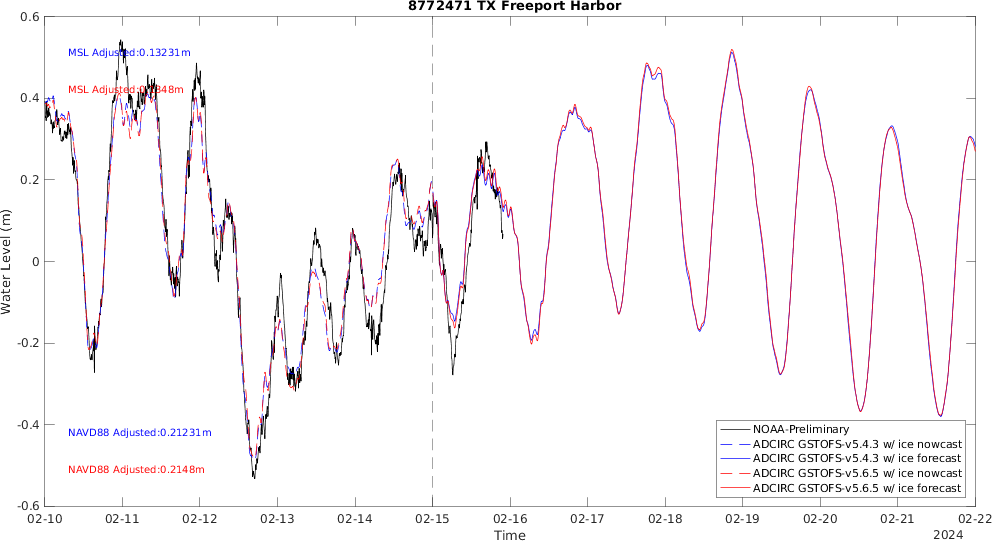 8772471 TX Freeport Harbor
0.6
0.4
0.2
0
-0.2
-0.4
-0.6
Water Level (m)
MSL Adjusted:0.13231m
MSL
NAVD88 Adjusted:0.21231m
NAVD88 Adjusted:0.2148m
NOAA-Preliminary
ADCIRC GSTOFS-v5.4.3 w/ ice nowcast
ADCIRC GSTOFS-v5.4.3 w/ ice forecast
ADCIRC GSTOFS-v5.6.5 w/ ice nowcast
ADCIRC GSTOFS-v5.6.5 w/ ice forecast
02-10 02-11 02-12 02-13 02-14 02-15 02-16 02-17 02-18 02-19 02-20 02-21 02-22
Time
2024